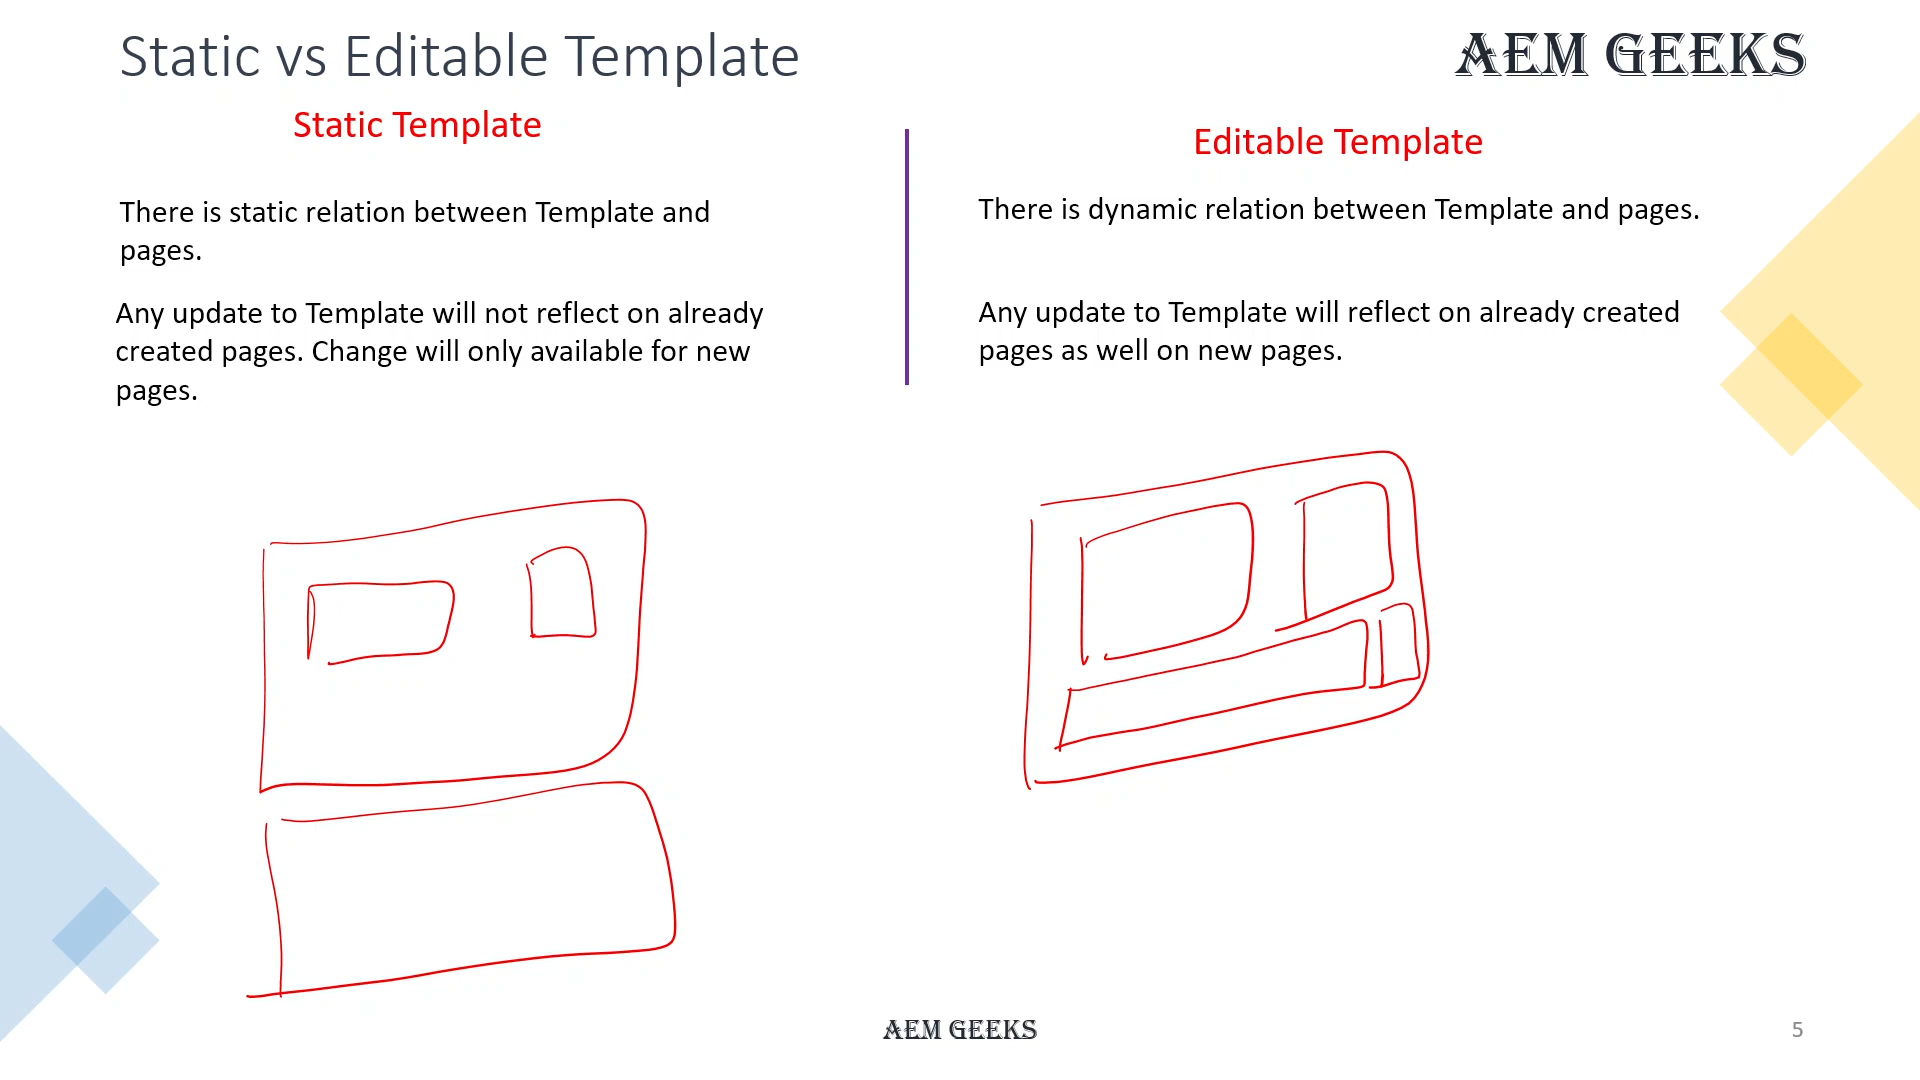 Static vs Editable Template
AEM GEEKS
Static Template
There is static relation between Template and
pages.
Any update to Template will not reflect on already
created pages. Change will only available for new
pages.
Editable Template
There is dynamic relation between Template and pages.
Any update to Template will reflect on already created
pages as well on new pages.
AEM GEEKS
5